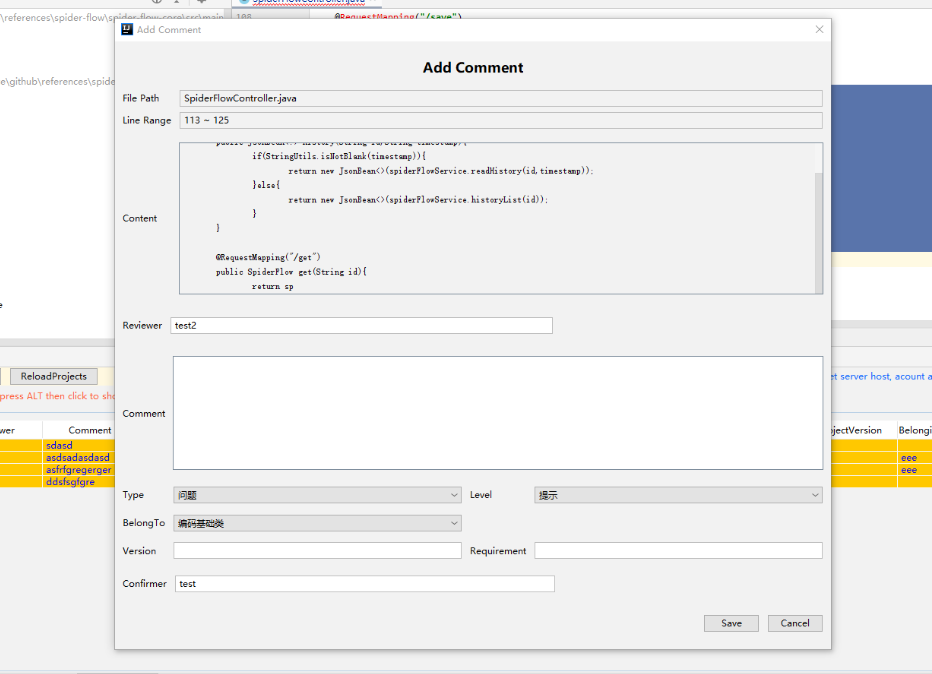 \references\spider-flow\spider-flow-core\src\main
108
@RequestMapping("/save")
Add Comment
Add Comment
e\github\references\spide
File Path
SpiderFlowController.java
Line Range
113 ~ 125
Content
public JsonBean<?> history(String id,String timestamp){
if(StringUtils.isNotBlank(timestamp)){
return new JsonBean<>(spiderFlowService.readHistory(id,timestamp));
}else{
return new JsonBean<>(spiderFlowService.historyList(id));
}
}
@RequestMapping("/get")
public SpiderFlow get(String id){
return sp
e
Reviewer
test2
ReloadProjects
et server host, acount a
press ALT then click to sho
Comment
wer
Comment
ojectVersion
Belongi
sdasd
asdsadasdasd
eee
asfrfgregerger
eee
ddsfsgfgre
Type
问题
Level
提示
BelongTo
编码基础类
Version
Requirement
Confirmer
test
Save
Cancel